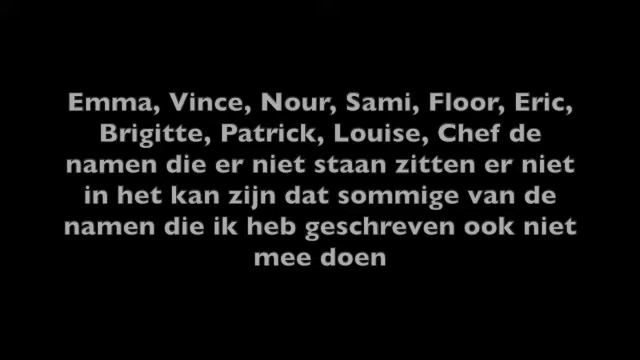 Emma, Vince, Nour, Sami, Floor, Eric,
Brigitte, Patrick, Louise, Chef de
namen die er niet staan zitten er niet
in het kan zijn dat sommige van de
namen die ik heb geschreven ook niet
mee doen